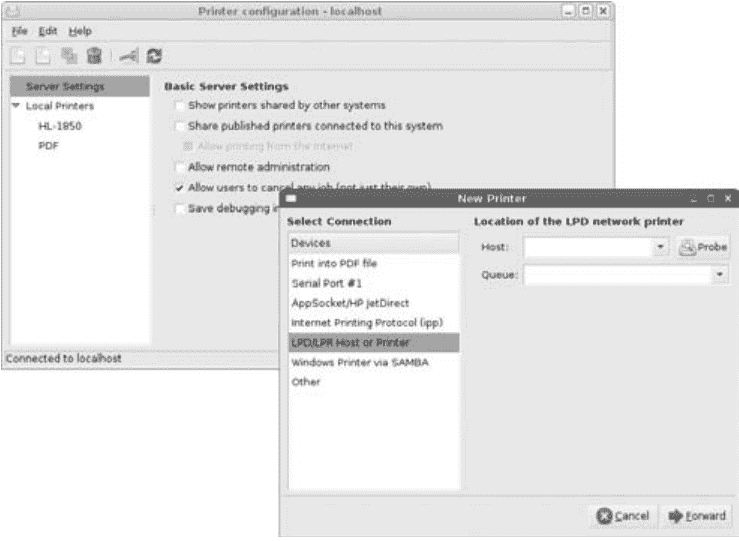 Printer configuration - localhost
File Edit Help
Server Settings
Local Printers
HL-1850
PDF
Basic Server Settings
Show printers shared by other systems
Share published printers connected to this system
Allow printing from the Internet
Allow remote administration
Allow users to cancel any job (not just their own)
Save debugging in
Connected to localhost
New Printer
Select Connection
Devices
Print into PDF file
Serial Port #1
AppSocket/HP JetDirect
Internet Printing Protocol (ipp)
LPD/LPR Host or Printer
Windows Printer via SAMBA
Other
Location of the LPD network printer
Host: Probe
Queue:
Cancel Forward